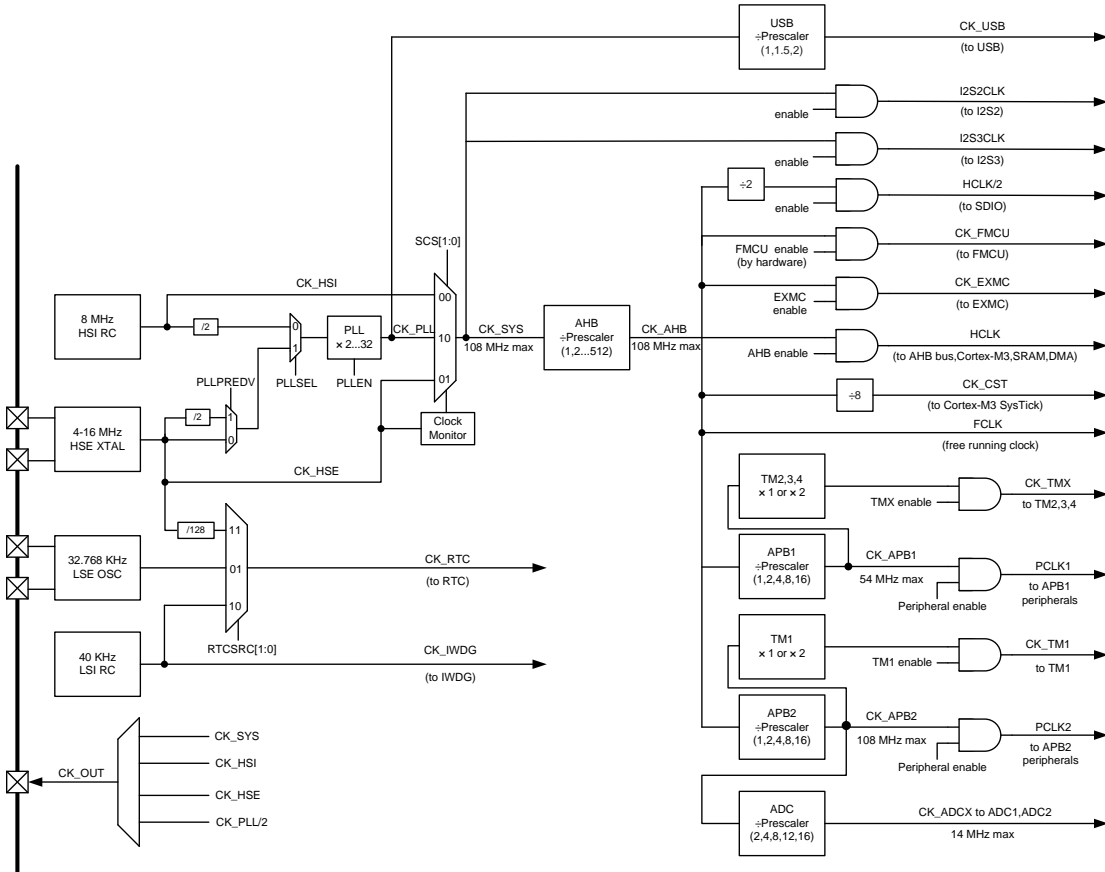 USB
÷Prescaler
(1,1.5,2)
CK_USB
(to USB)
I2S2CLK
enable
(to I2S2)
I2S3CLK
enable
(to I2S3)
÷2
HCLK/2
enable
(to SDIO)
SCS[1:0]
CK_FMCU
FMCU enable
(by hardware)
(to FMCU)
CK_HSI
CK_EXMC
EXMC
enable
(to EXMC)
8 MHz
HSI RC
/2
00
0
1
PLL
× 2...32
CK_PLL
10
CK_SYS
108 MHz max
AHB
÷Prescaler
(1,2...512)
CK_AHB
108 MHz max
HCLK
AHB enable
(to AHB bus,Cortex-M3,SRAM,DMA)
PLLPREDV
PLLSEL
PLLEN
01
÷8
CK_CST
(to Cortex-M3 SysTick)
4-16 MHz
HSE XTAL
/2
1
0
Clock
Monitor
FCLK
(free running clock)
CK_HSE
TM2,3,4
× 1 or × 2
TMX enable
CK_TMX
to TM2,3,4
/128
11
32.768 KHz
LSE OSC
01
CK_RTC
(to RTC)
10
APB1
÷Prescaler
(1,2,4,8,16)
CK_APB1
54 MHz max
Peripheral enable
PCLK1
to APB1
peripherals
RTCSRC[1:0]
40 KHz
LSI RC
CK_IWDG
(to IWDG)
TM1
× 1 or × 2
TM1 enable
CK_TM1
to TM1
APB2
÷Prescaler
(1,2,4,8,16)
CK_APB2
108 MHz max
Peripheral enable
PCLK2
to APB2
peripherals
CK_OUT
CK_SYS
CK_HSI
CK_HSE
CK_PLL/2
ADC
÷Prescaler
(2,4,8,12,16)
CK_ADCX to ADC1,ADC2
14 MHz max